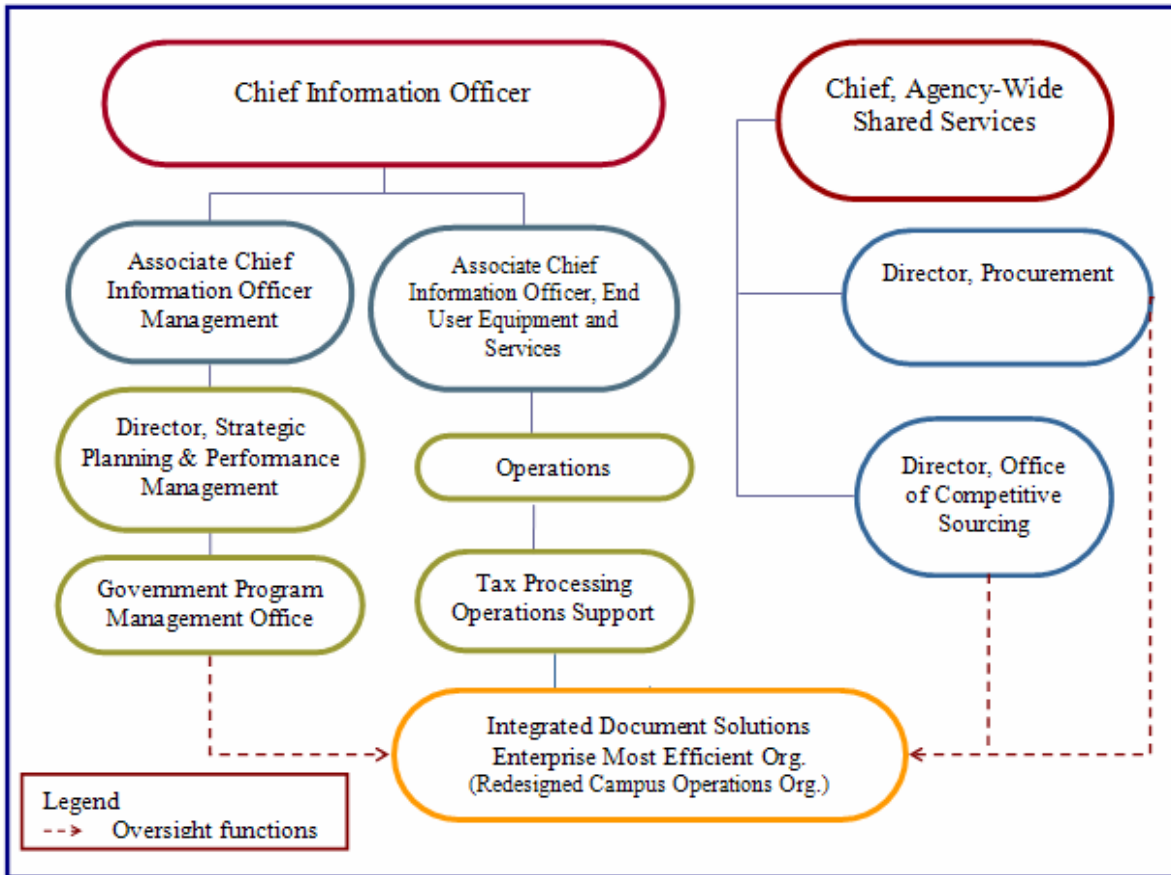 Chief Information Officer
Chief, Agency-Wide
Shared Services
Associate Chief
Information Officer
Management
Associate Chief
Information Officer, End
User Equipment and
Services
Director, Procurement
Director, Strategic
Planning & Performance
Management
Operations
Director, Office
of Competitive
Sourcing
Government Program
Management Office
Tax Processing
Operations Support
Integrated Document Solutions
Enterprise Most Efficient Org.
(Redesigned Campus Operations Org.)
Legend
Oversight functions